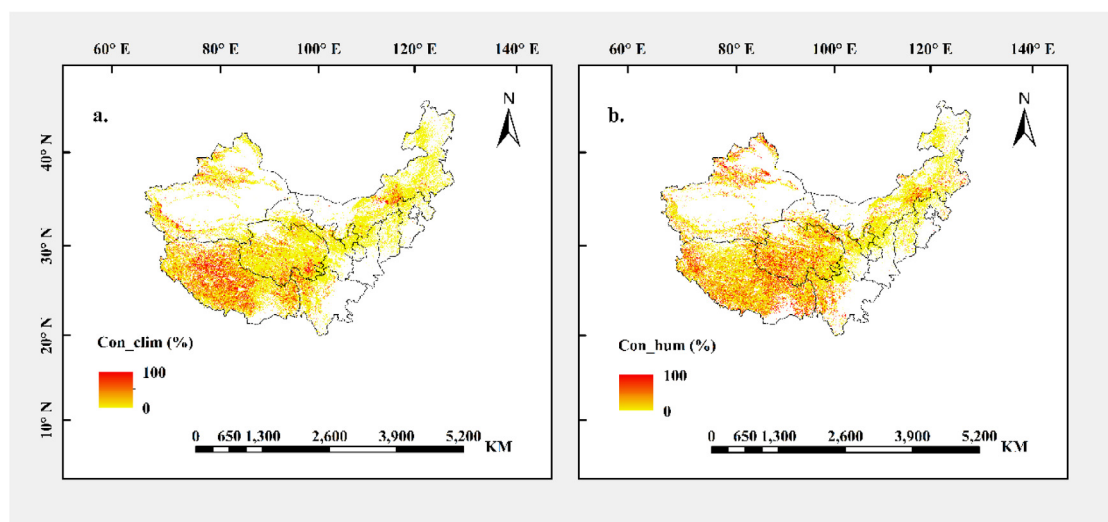 60° E 80° E 100° E 120° E 140° E
60° E 80° E 100° E 120° E 140° E
a.
N
b.
N
40° N
30° N
20° N
10° N
Con_clim (%)
100
0
Con_hum (%)
100
0
0 650 1,300 2,600 3,900 5,200
KM
0 650 1,300 2,600 3,900 5,200
KM